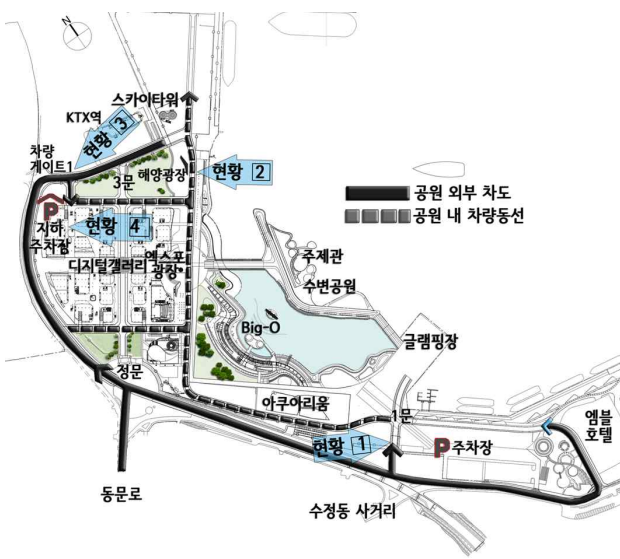 N
스카이타워
KTX역
현황 3
차량
게이트1
3문
해양광장
현황 2
공원 외부 차도
공원 내 차량동선
P
지하
주차장
현황 4
디지털갤러리
엑스포
광장
주제관
수변공원
Big-O
글램핑장
정문
아쿠아리움
1문
엠블
호텔
현황 1
P 주차장
동문로
수정동 사거리